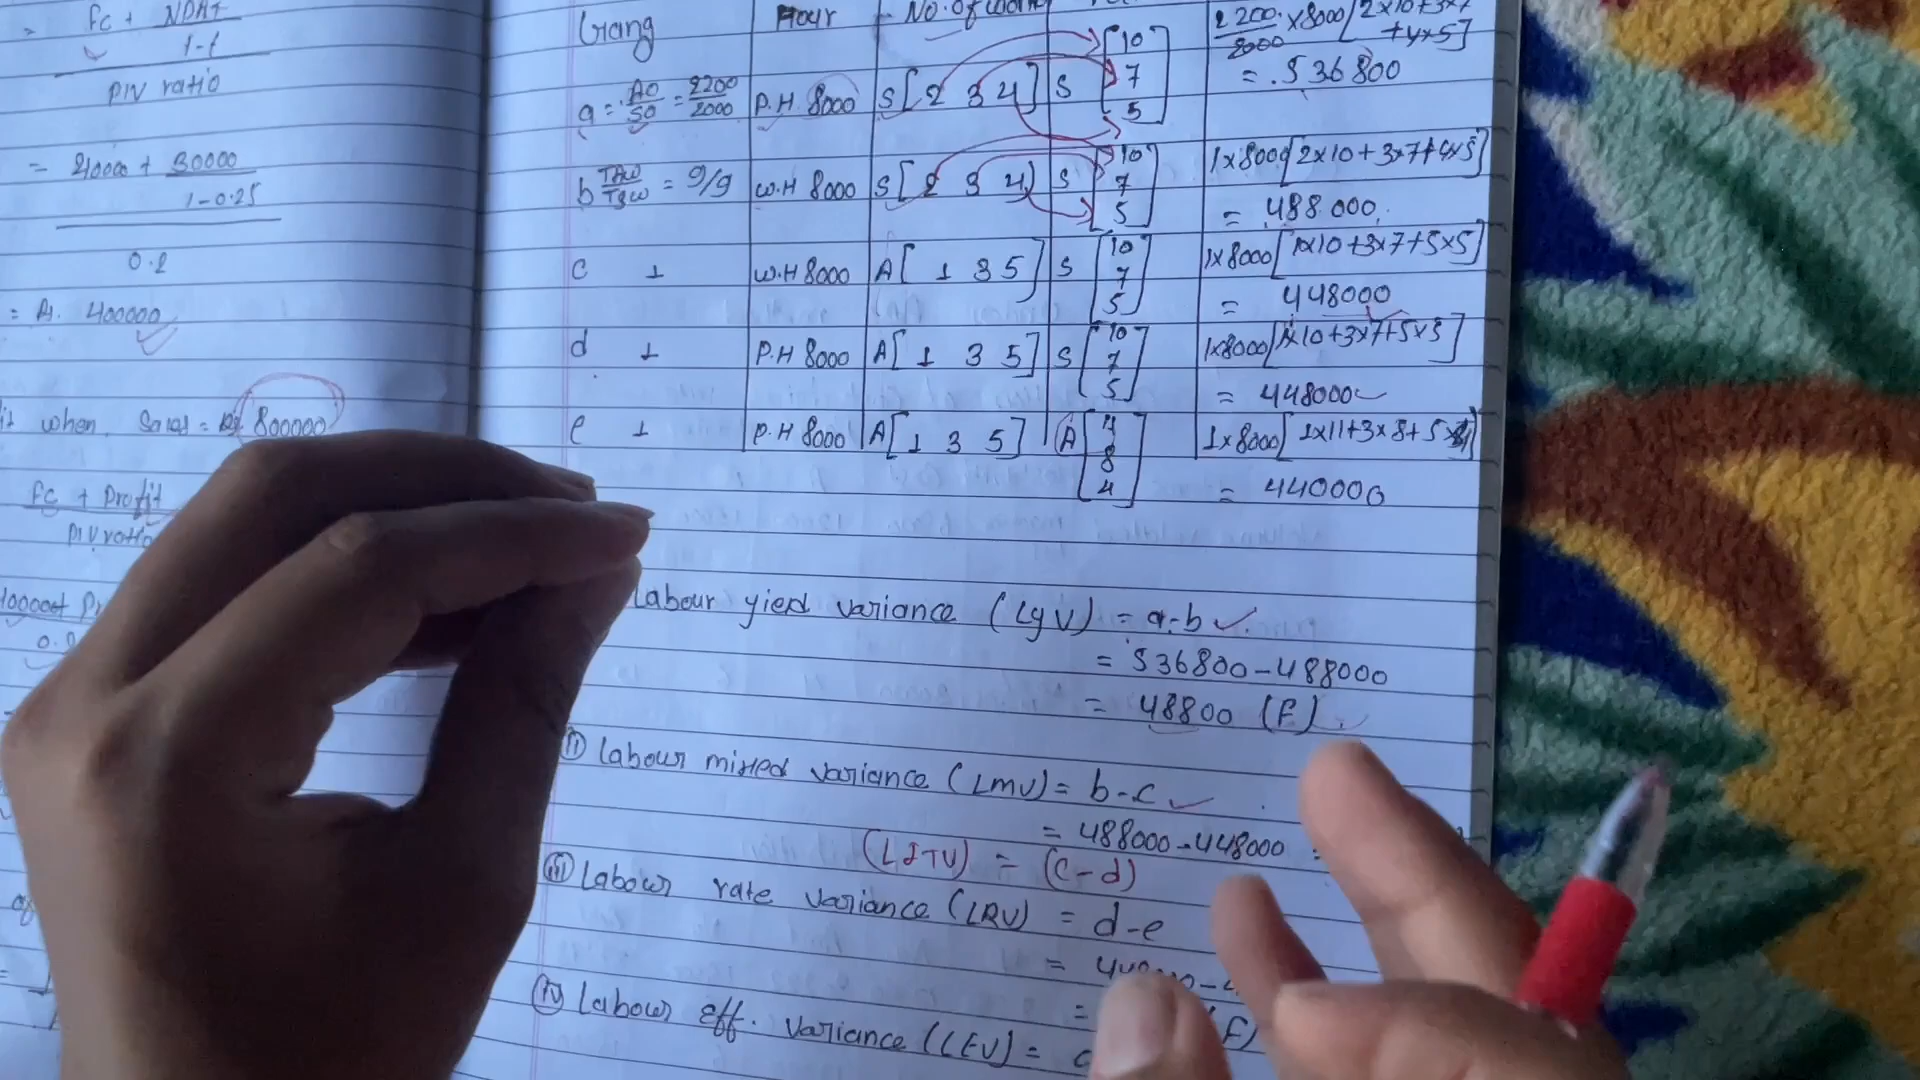 = FC + NPAT
1-t
PIV ratio
= 210000 + 30000
1-0.25
0.2
= Rs. 400000
when Sales = Rs. 800000
FC + Profit
PIV ratio
Gang Hour No. of
a = AO/SO = 2200/2000 P.H 8000 S[2 3 4] S [10 7 5] 2200/2000 × 8000 [2×10+3×7+4×5]
= 536800
b TAW/TSW = 9/9 W.H 8000 S[2 3 4] S [10 7 5] 1×8000[2×10+3×7+4×5]
= 488000
c 1 W.H 8000 A[1 3 5] S [10 7 5] 1×8000[1×10+3×7+5×5]
= 448000
d 1 P.H 8000 A[1 3 5] S [10 7 5] 1×8000[1×10+3×7+5×5]
= 448000
e 1 P.H 8000 A[1 3 5] A [11 8 4] 1×8000[1×11+3×8+5×4]
= 440000
Labour yied variance (LyV) = a-b
= 536800-488000
= 48800 (F)
(ii) Labour mixed variance (LMV) = b-c
= 488000-448000
(LITV) = (c-d)
(iii) Labour rate variance (LRV) = d-e
(iv) Labour eff. variance (LEV) =